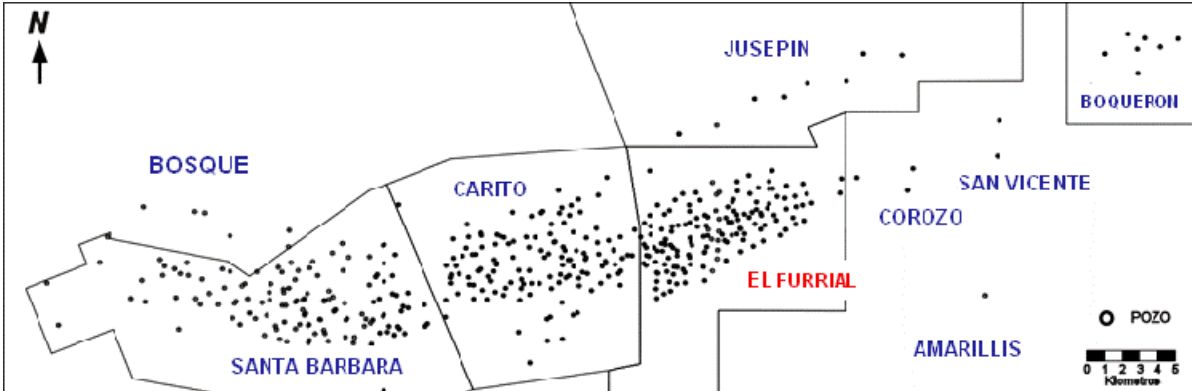 N
JUSEPIN
BOQUERON
BOSQUE
CARITO
SAN VICENTE
COROZO
EL FURRIAL
POZO
SANTA BARBARA
AMARILLIS
0 1 2 3 4 5
Kilometros